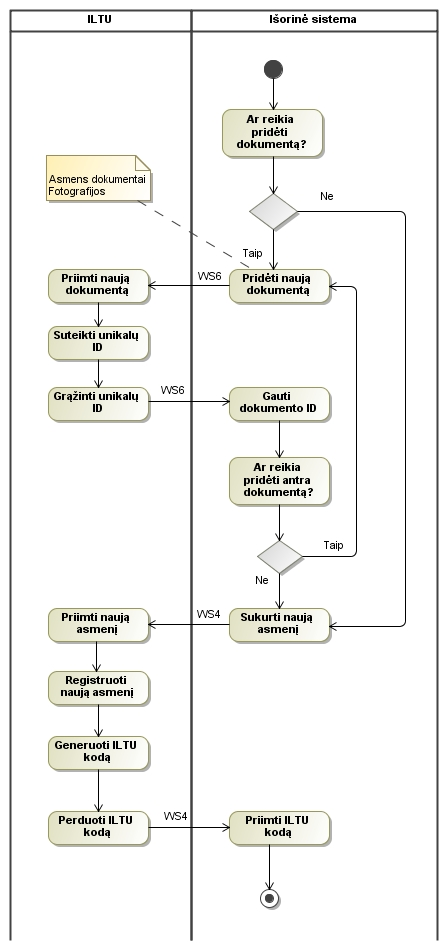 ILTU
Išorinė sistema
Ar reikia
pridėti
dokumentą?
Ne
Asmens dokumentai
Fotografijos
Taip
Priimti naują
dokumentą
WS6
Pridėti naują
dokumentą
Suteikti unikalų
ID
Grąžinti unikalų
ID
WS6
Gauti
dokumento ID
Ar reikia
pridėti antra
dokumentą?
Taip
Ne
Priimti naują
asmenį
WS4
Sukurti naują
asmenį
Registruoti
naują asmenį
Generuoti ILTU
kodą
Perduoti ILTU
kodą
WS4
Priimti ILTU
kodą